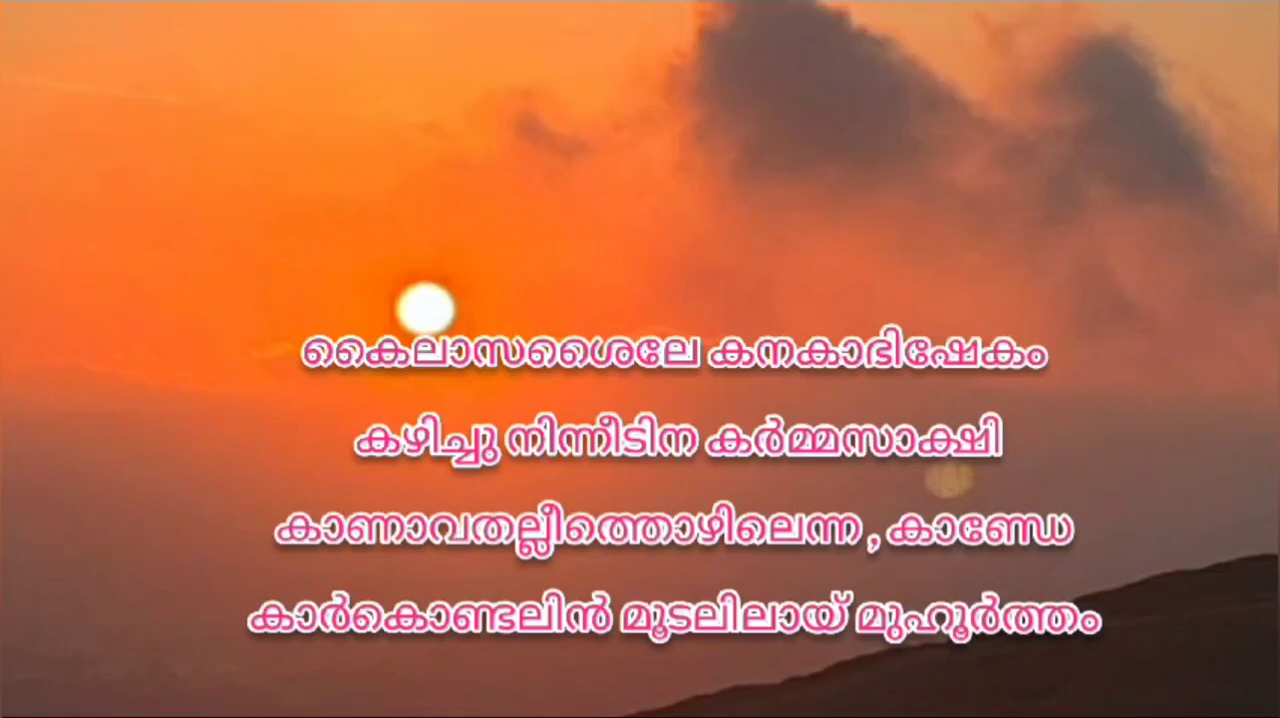 കൈലാസശൈലേ കനകാഭിഷേകം
കഴിച്ചു നിന്നീടിന കർമ്മസാക്ഷി
കാണാവതല്ലീത്തൊഴിലെന്ന , കാണ്ഡേ
കാർകൊണ്ടലിൻ മൂടലിലായ് മുഹൂർത്തം